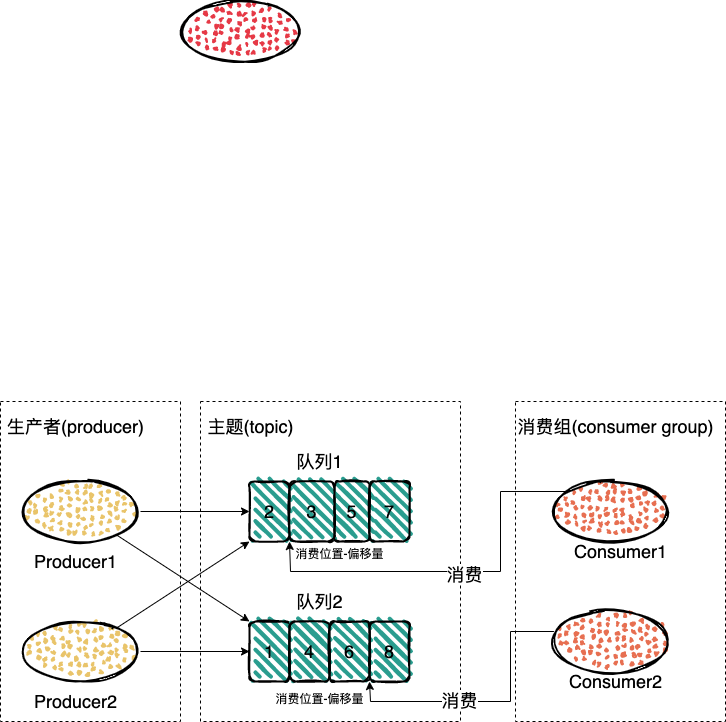 生产者(producer)
主题(topic)
消费组(consumer group)
队列1
2 3 5 7
消费位置-偏移量
Producer1
Consumer1
消费
队列2
1 4 6 8
消费位置-偏移量
Producer2
Consumer2
消费